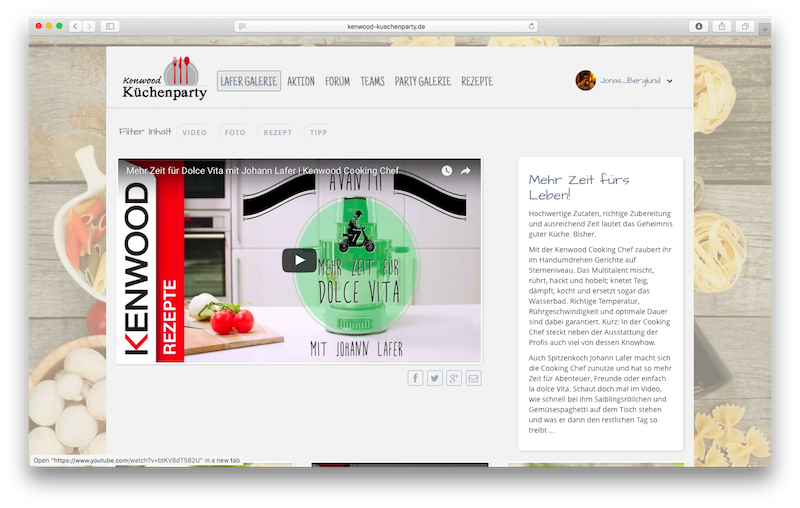 kenwood-kuechenparty.de
Kenwood
Küchenparty
LAFER GALERIE AKTION FORUM TEAMS PARTY GALERIE REZEPTE
Jonas_Berglund
Filter Inhalt VIDEO FOTO REZEPT TIPP
Mehr Zeit für Dolce Vita mit Johann Lafer | Kenwood Cooking Chef
KENWOOD
REZEPTE
AVANTI!
MEHR ZEIT FÜR
DOLCE VITA
MIT JOHANN LAFER
Mehr Zeit fürs
Leben!
Hochwertige Zutaten, richtige Zubereitung
und ausreichend Zeit lautet das Geheimnis
guter Küche. Bisher.
Mit der Kenwood Cooking Chef zaubert ihr
im Handumdrehen Gerichte auf
Sterneniveau. Das Multitalent mischt,
rührt, hackt und hobelt; knetet Teig,
dämpft, kocht und ersetzt sogar das
Wasserbad. Richtige Temperatur,
Rührgeschwindigkeit und optimale Dauer
sind dabei garantiert. Kurz: In der Cooking
Chef steckt neben der Ausstattung der
Profis auch viel von dessen Knowhow.
Auch Spitzenkoch Johann Lafer macht sich
die Cooking Chef zunutze und hat so mehr
Zeit für Abenteuer, Freunde oder einfach
la dolce Vita. Schaut doch mal im Video,
wie schnell bei ihm Saiblingsröllchen und
Gemüsespaghetti auf dem Tisch stehen
und was er dann den restlichen Tag so
treibt ...
Open "https://www.youtube.com/watch?v=btKV6dT582U" in a new tab